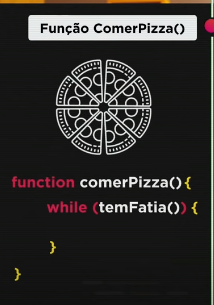 Função ComerPizza()
function comerPizza(){
while (temFatia()) {
}
}